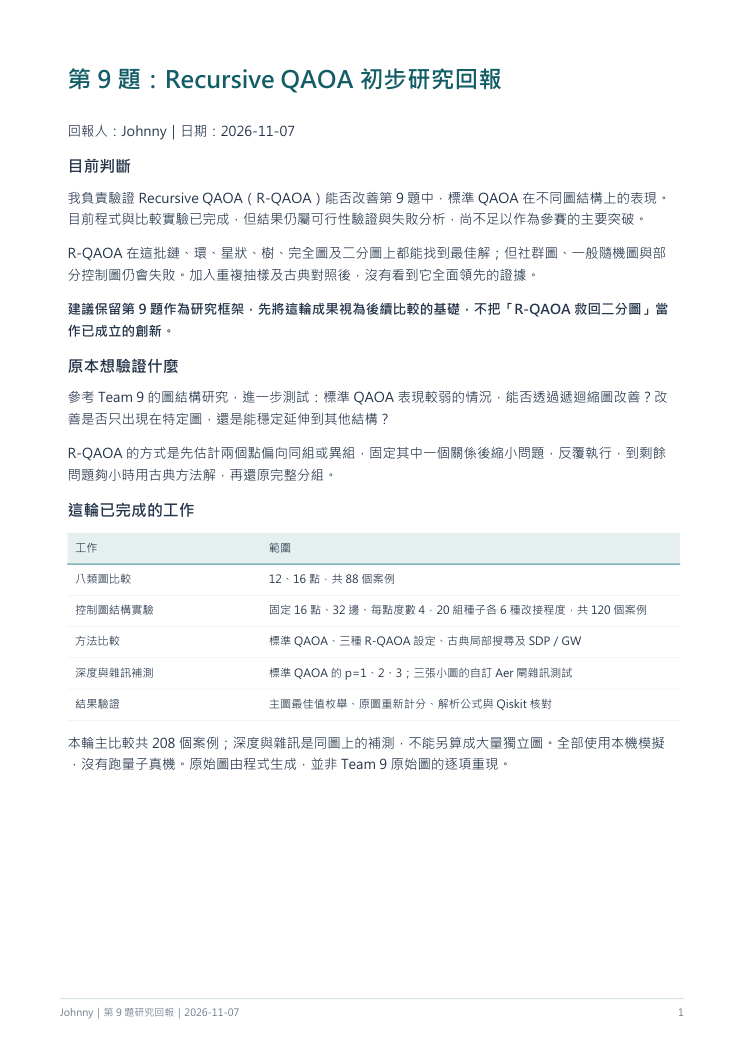 第 9 題：Recursive QAOA 初步研究回報
回報人：Johnny | 日期：2026-11-07
目前判斷
我負責驗證 Recursive QAOA（R-QAOA）能否改善第 9 題中，標準 QAOA 在不同圖結構上的表現。
目前程式與比較實驗已完成，但結果仍屬可行性驗證與失敗分析，尚不足以作為參賽的主要突破。
R-QAOA 在這批鏈、環、星狀、樹、完全圖及二分圖上都能找到最佳解；但社群圖、一般隨機圖與部
分控制圖仍會失敗。加入重複抽樣及古典對照後，沒有看到它全面領先的證據。
建議保留第 9 題作為研究框架，先將這輪成果視為後續比較的基礎，不把「R-QAOA 救回二分圖」當
作已成立的創新。
原本想驗證什麼
參考 Team 9 的圖結構研究，進一步測試：標準 QAOA 表現較弱的情況，能否透過遞迴縮圖改善？改
善是否只出現在特定圖，還是能穩定延伸到其他結構？
R-QAOA 的方式是先估計兩個點偏向同組或異組，固定其中一個關係後縮小問題，反覆執行，到剩餘
問題夠小時用古典方法解，再還原完整分組。
這輪已完成的工作
工作 範圍
八類圖比較 12、16 點，共 88 個案例
控制圖結構實驗 固定 16 點、32 邊、每點度數 4，20 組種子各 6 種改接程度，共 120 個案例
方法比較 標準 QAOA、三種 R-QAOA 設定、古典局部搜尋及 SDP / GW
深度與雜訊補測 標準 QAOA 的 p=1、2、3；三張小圖的自訂 Aer 閘雜訊測試
結果驗證 主圖最佳值枚舉、原圖重新計分、解析公式與 Qiskit 核對
本輪主比較共 208 個案例；深度與雜訊是同圖上的補測，不能另算成大量獨立圖。全部使用本機模擬
，沒有跑量子真機。原始圖由程式生成，並非 Team 9 原始圖的逐項重現。
Johnny | 第 9 題研究回報 | 2026-11-07 1